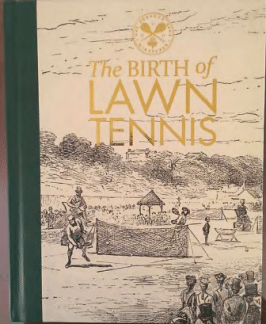 The BIRTH of
LAWN
TENNIS